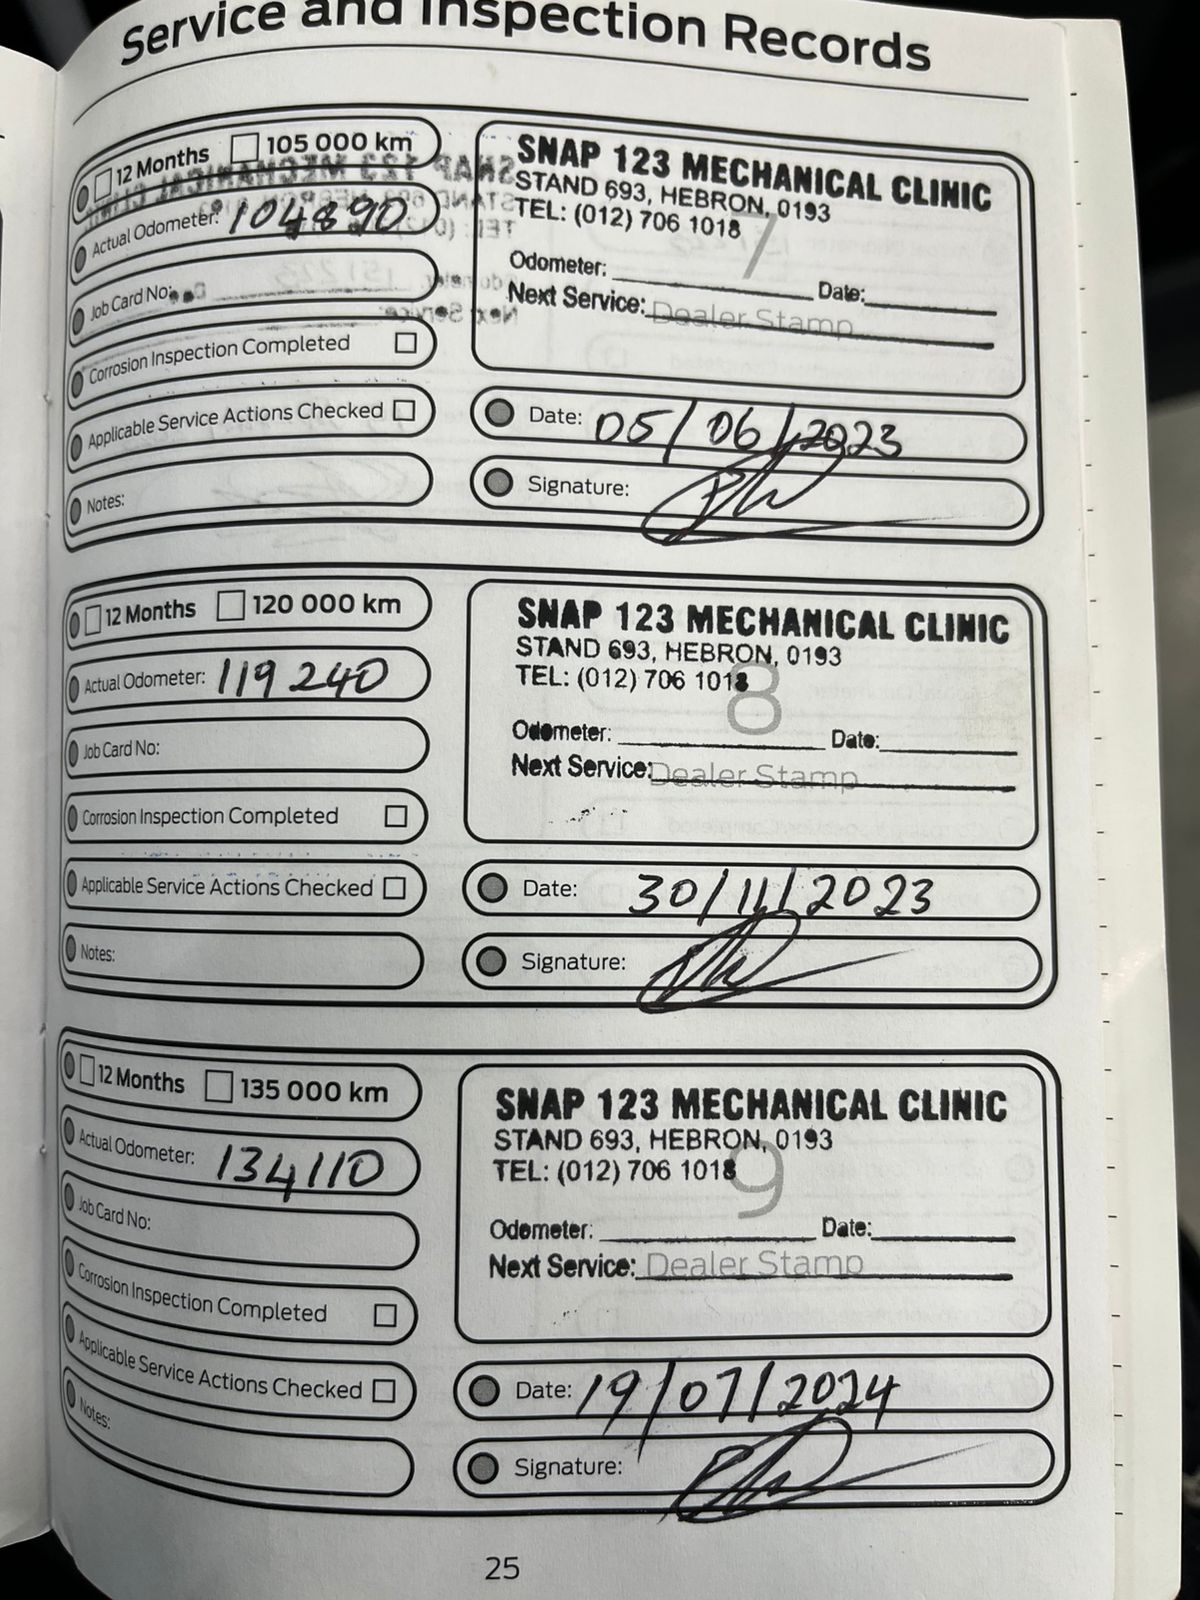 Service and Inspection Records
12 Months 105 000 km
Actual Odometer: 104890
Job Card No:
Corrosion Inspection Completed
Applicable Service Actions Checked
Notes:
SNAP 123 MECHANICAL CLINIC
STAND 693, HEBRON, 0193
TEL: (012) 706 1018
7
Odometer: Date:
Next Service: Dealer Stamp
Date: 05/06/2023
Signature:
12 Months 120 000 km
Actual Odometer: 119240
Job Card No:
Corrosion Inspection Completed
Applicable Service Actions Checked
Notes:
SNAP 123 MECHANICAL CLINIC
STAND 693, HEBRON, 0193
TEL: (012) 706 1018
8
Odometer: Date:
Next Service: Dealer Stamp
Date: 30/11/2023
Signature:
12 Months 135 000 km
Actual Odometer: 134110
Job Card No:
Corrosion Inspection Completed
Applicable Service Actions Checked
Notes:
SNAP 123 MECHANICAL CLINIC
STAND 693, HEBRON, 0193
TEL: (012) 706 1018
9
Odometer: Date:
Next Service: Dealer Stamp
Date: 19/07/2024
Signature:
25